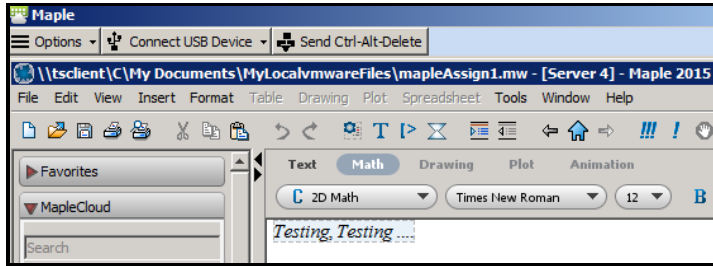 Maple
Options Connect USB Device Send Ctrl-Alt-Delete
\\tsclient\C\My Documents\MyLocalvmwareFiles\mapleAssign1.mw - [Server 4] - Maple 2015
File Edit View Insert Format Table Drawing Plot Spreadsheet Tools Window Help
T !!! !
Favorites
Text Math Drawing Plot Animation
C 2D Math Times New Roman 12 B
MapleCloud
Testing, Testing ....
Search